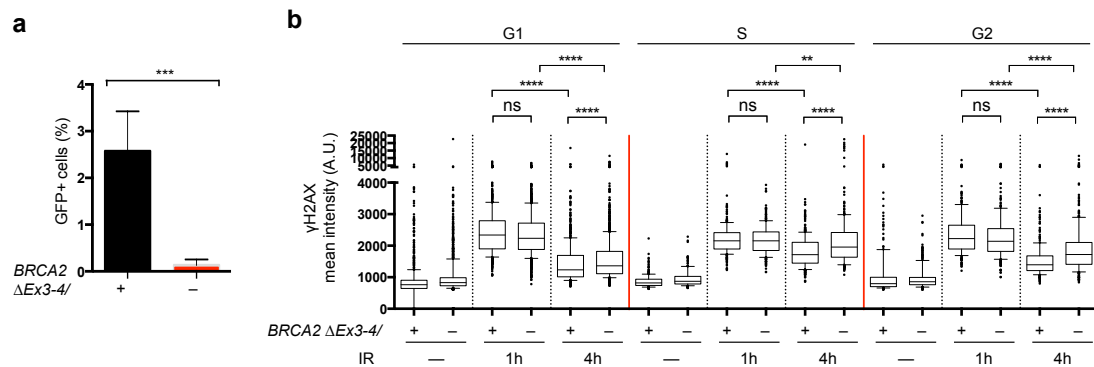 a
***
4
3
2
1
0
GFP+ cells (%)
BRCA2
ΔEx3-4/
+ –
b
G1 S G2
**** ** ****
**** **** ****
ns **** ns **** ns ****
25000
20000
15000
10000
5000
4000
3000
2000
1000
0
γH2AX
mean intensity (A.U.)
BRCA2 ΔEx3-4/ + – + – + – + – + – + – + – + – + –
IR — 1h 4h — 1h 4h — 1h 4h